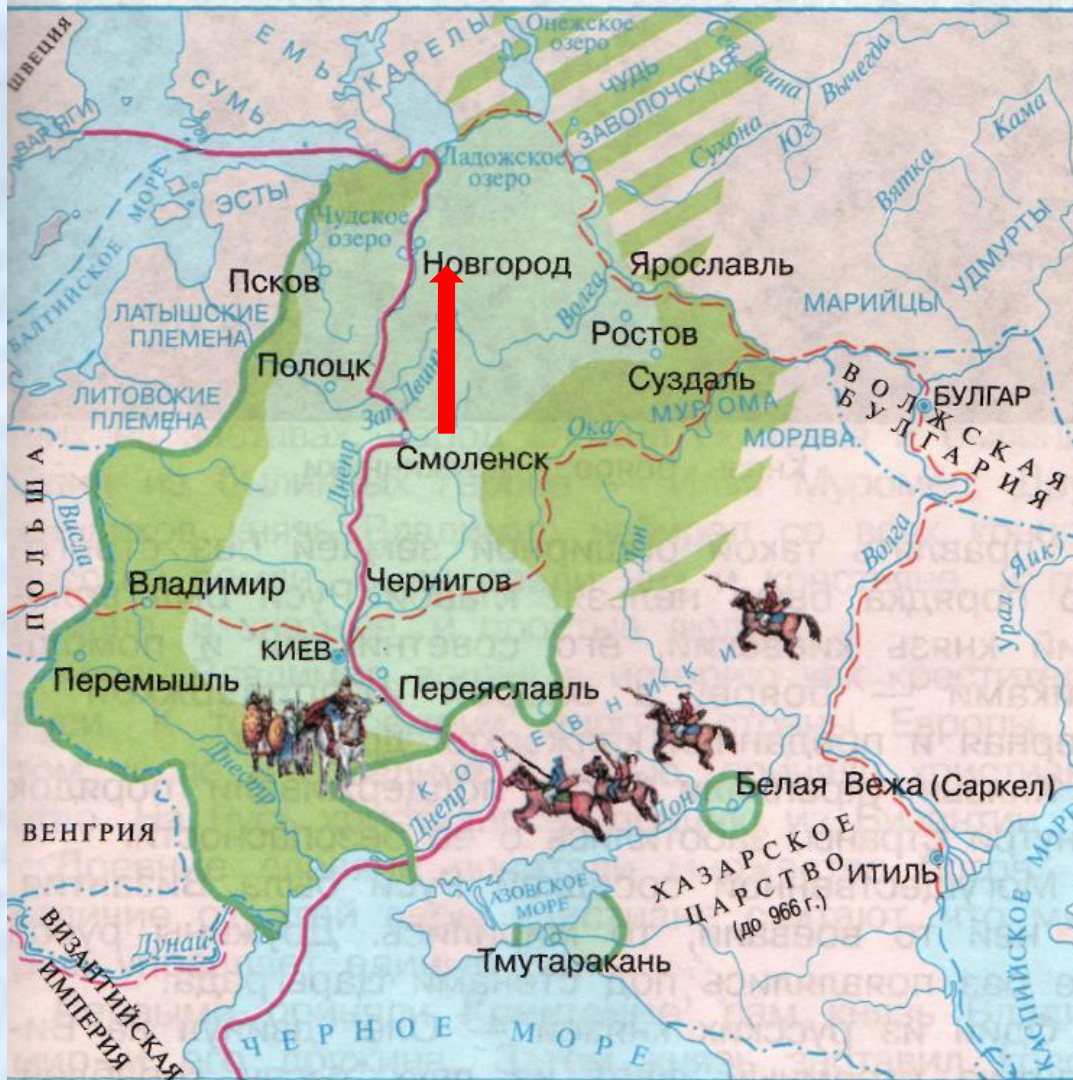 ШВЕЦИЯ
ЕМЬ
КАРЕЛЫ
Онежское
озеро
СУМЬ
ЧУДЬ
ЗАВОЛОЧСКАЯ
Сев. Двина
Вычегда
Кама
Сухона
Юг
Вятка
ВАРЯГИ
Ладожское
озеро
ЭСТЫ
Чудское
озеро
БАЛТИЙСКОЕ МОРЕ
УДМУРТЫ
Новгород
Ярославль
Псков
Волга
МАРИЙЦЫ
ЛАТЫШСКИЕ
ПЛЕМЕНА
Ростов
Полоцк
Зап. Двина
Суздаль
ЛИТОВСКИЕ
ПЛЕМЕНА
МУРОМА
БУЛГАР
ВОЛЖСКАЯ
БУЛГАРИЯ
Ока
МОРДВА
ПОЛЬША
Днепр
Смоленск
Висла
Дон
Волга
Урал (Яик)
Владимир
Чернигов
КИЕВ
Перемышль
Переяславль
КОЧЕВНИКИ
Днестр
Днепр
Дон
Белая Вежа (Саркел)
ВЕНГРИЯ
ХАЗАРСКОЕ
ЦАРСТВО
(до 966 г.)
ИТИЛЬ
АЗОВСКОЕ
МОРЕ
Дунай
Тмутаракань
ВИЗАНТИЙСКАЯ
ИМПЕРИЯ
ЧЕРНОЕ МОРЕ
КАСПИЙСКОЕ МОРЕ